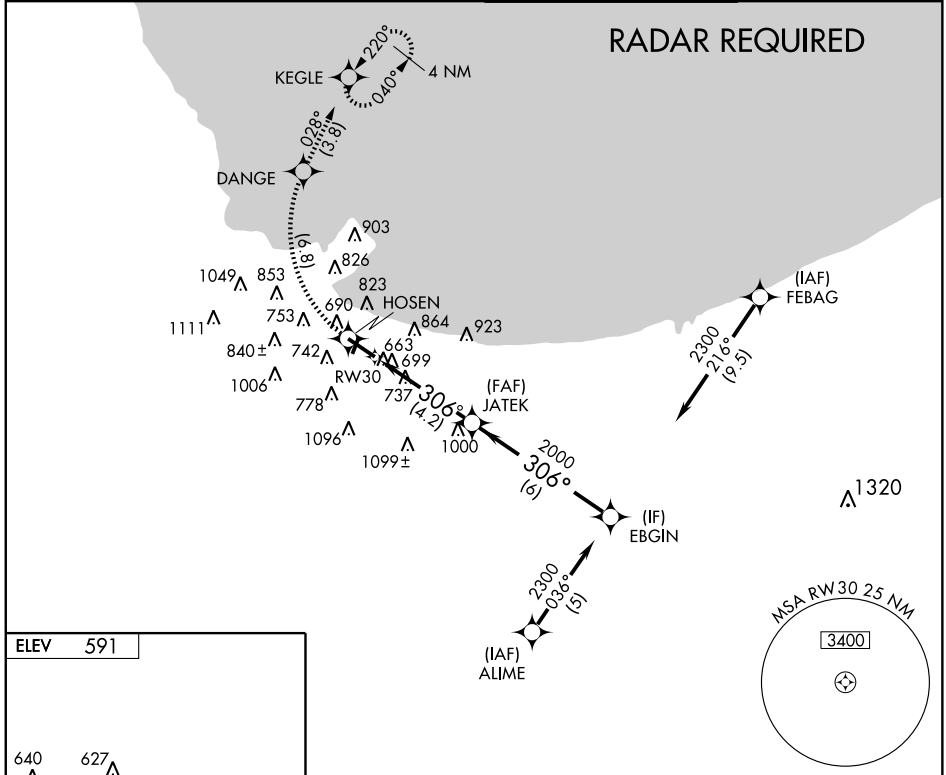 RADAR REQUIRED
220°
KEGLE
4 NM
040°
028°
(3.8)
DANGE
903
(6.8)
826
(IAF)
FEBAG
1049
853
823
HOSEN
690
1111
753
864
923
2300
216°
(9.5)
840±
742
663
699
RW30
1006
737
(FAF)
JATEK
306°
(4.2)
778
1096
1000
2000
306°
(6)
1099±
1320
(IF)
EBGIN
2300
036°
(5)
MSA RW30 25 NM
3400
ELEV 591
(IAF)
ALIME
640
627